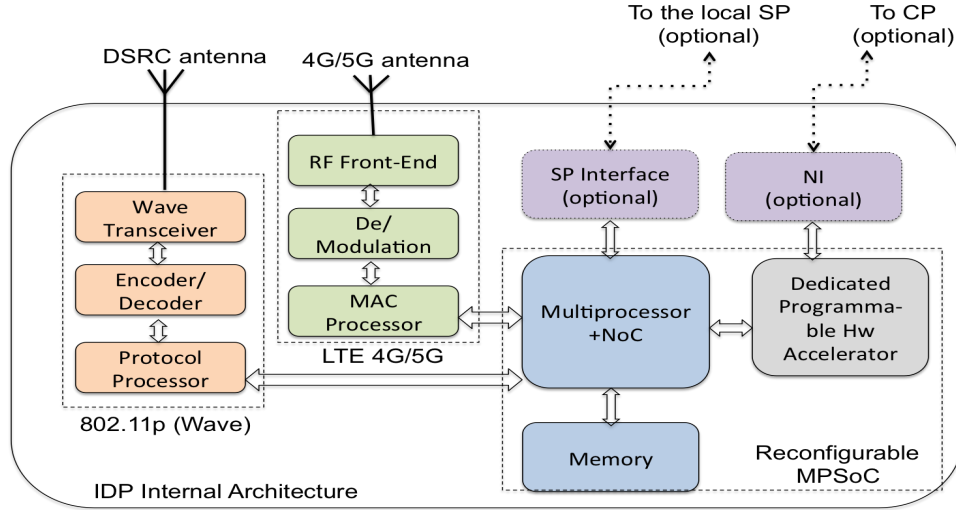 To the local SP
(optional)
To CP
(optional)
DSRC antenna
4G/5G antenna
RF Front-End
De/
Modulation
MAC
Processor
LTE 4G/5G
Wave
Transceiver
Encoder/
Decoder
Protocol
Processor
802.11p (Wave)
SP Interface
(optional)
NI
(optional)
Multiprocessor
+NoC
Dedicated
Programma-
ble Hw
Accelerator
Memory
Reconfigurable
MPSoC
IDP Internal Architecture